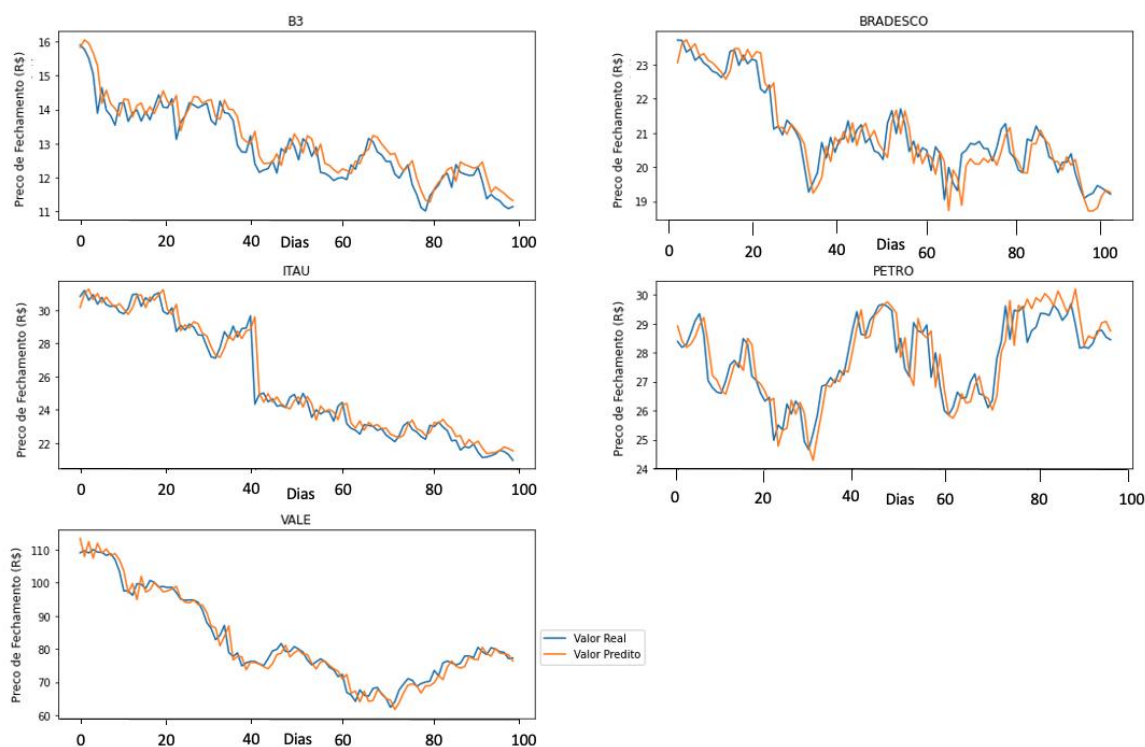 B3
Preco de Fechamento (R$)
16
15
14
13
12
11
0 20 40 60 80 100
Dias
BRADESCO
Preco de Fechamento (R$)
23
22
21
20
19
0 20 40 60 80 100
Dias
ITAU
Preco de Fechamento (R$)
30
28
26
24
22
0 20 40 60 80 100
Dias
PETRO
Preco de Fechamento (R$)
30
29
28
27
26
25
24
0 20 40 60 80 100
Dias
VALE
Preco de Fechamento (R$)
110
100
90
80
70
60
0 20 40 60 80 100
Dias
Valor Real
Valor Predito